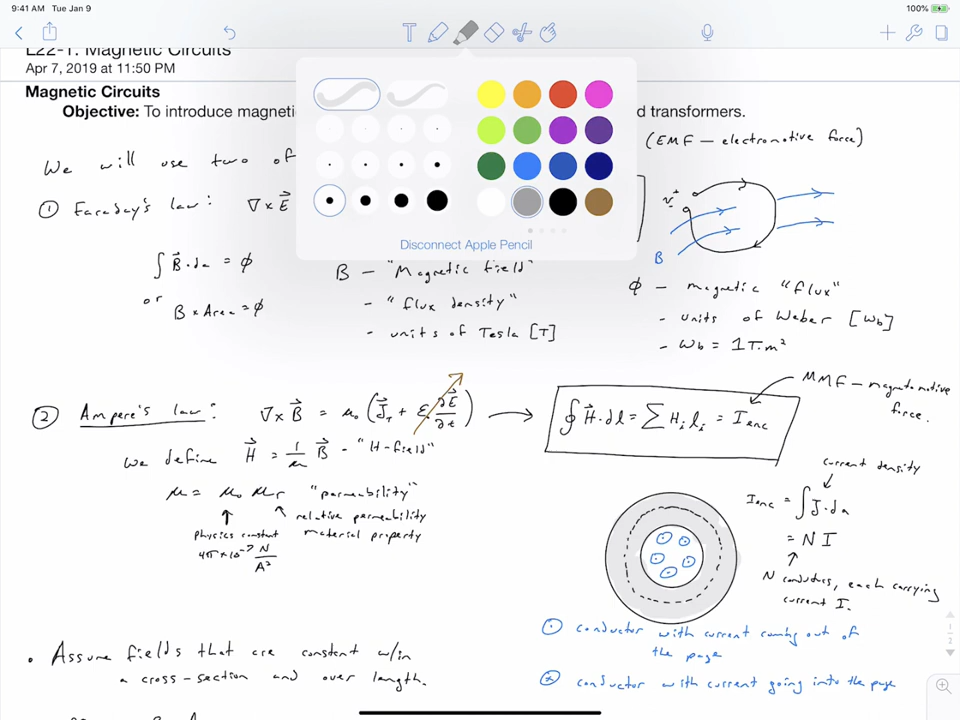 9:41 AM Tue Jan 9
100%
L22-1: Magnetic Circuits
Apr 7, 2019 at 11:50 PM
Magnetic Circuits
Objective: To introduce magneti
d transformers.
Disconnect Apple Pencil
(EMF – electromotive force)
We will use two of
① Faraday's law: ∇ × E⃗
v
B
∫ B⃗ · da = ϕ
or
B × Area = ϕ
B – "Magnetic field"
- "flux density"
- units of Tesla [T]
ϕ – magnetic "flux"
- units of Weber [Wb]
- Wb = 1 T·m²
② Ampere's law: ∇ × B⃗ = μ₀ (J⃗ₜ + ε ∂E⃗/∂t) → ∮ H⃗ · dl = Σ Hᵢ lᵢ = Ienc
MMF – magnetomotive
force.
We define H⃗ = 1/μ B⃗ - "H-field"
μ = μ₀ μr "permeability"
relative permeability
material property
Physics constant
4π×10⁻⁷ N/A²
current density
Ienc = ∫ J⃗ · da
= N I
N conductors, each carrying
current I.
⊙ conductor with current coming out of
the page
⊗ conductor with current going into the page
• Assume fields that are constant w/in
a cross-section and over length.
1
2